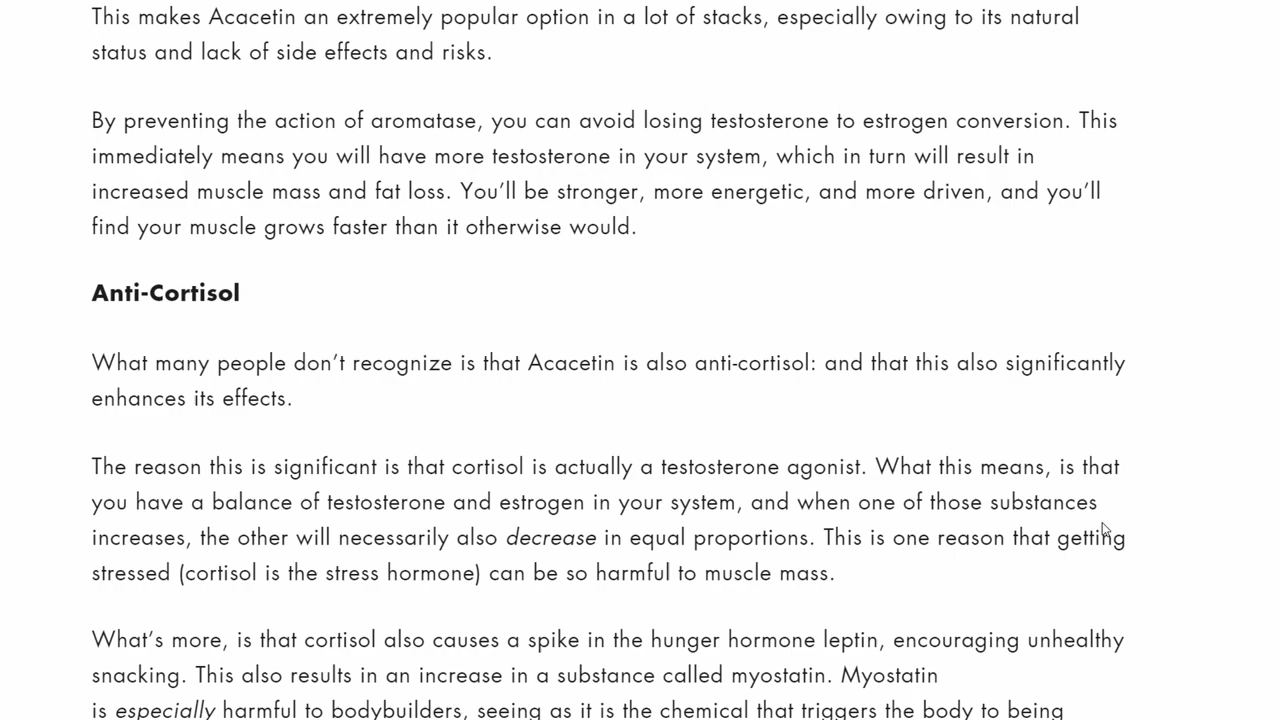 This makes Acacetin an extremely popular option in a lot of stacks, especially owing to its natural
status and lack of side effects and risks.
By preventing the action of aromatase, you can avoid losing testosterone to estrogen conversion. This
immediately means you will have more testosterone in your system, which in turn will result in
increased muscle mass and fat loss. You'll be stronger, more energetic, and more driven, and you'll
find your muscle grows faster than it otherwise would.
Anti-Cortisol
What many people don't recognize is that Acacetin is also anti-cortisol: and that this also significantly
enhances its effects.
The reason this is significant is that cortisol is actually a testosterone agonist. What this means, is that
you have a balance of testosterone and estrogen in your system, and when one of those substances
increases, the other will necessarily also decrease in equal proportions. This is one reason that getting
stressed (cortisol is the stress hormone) can be so harmful to muscle mass.
What's more, is that cortisol also causes a spike in the hunger hormone leptin, encouraging unhealthy
snacking. This also results in an increase in a substance called myostatin. Myostatin
is especially harmful to bodybuilders, seeing as it is the chemical that triggers the body to being